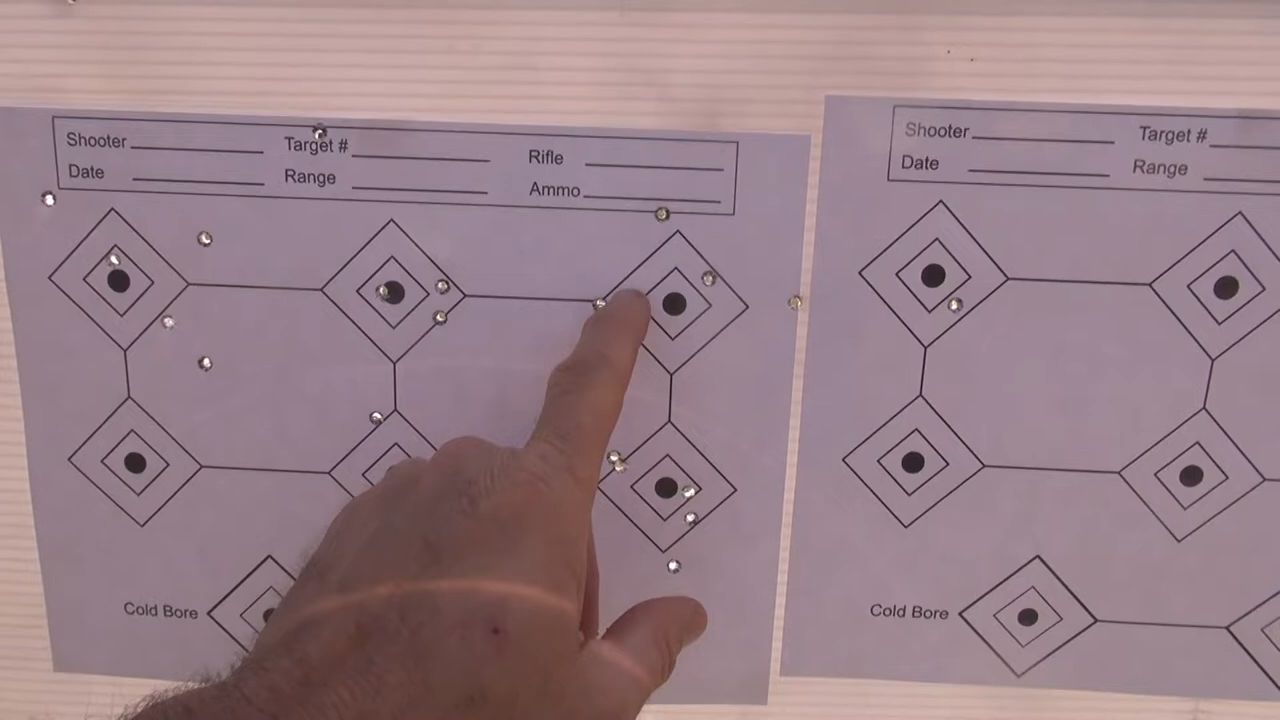 Shooter Target # Rifle
Date Range Ammo
Cold Bore
Shooter Target #
Date Range
Cold Bore